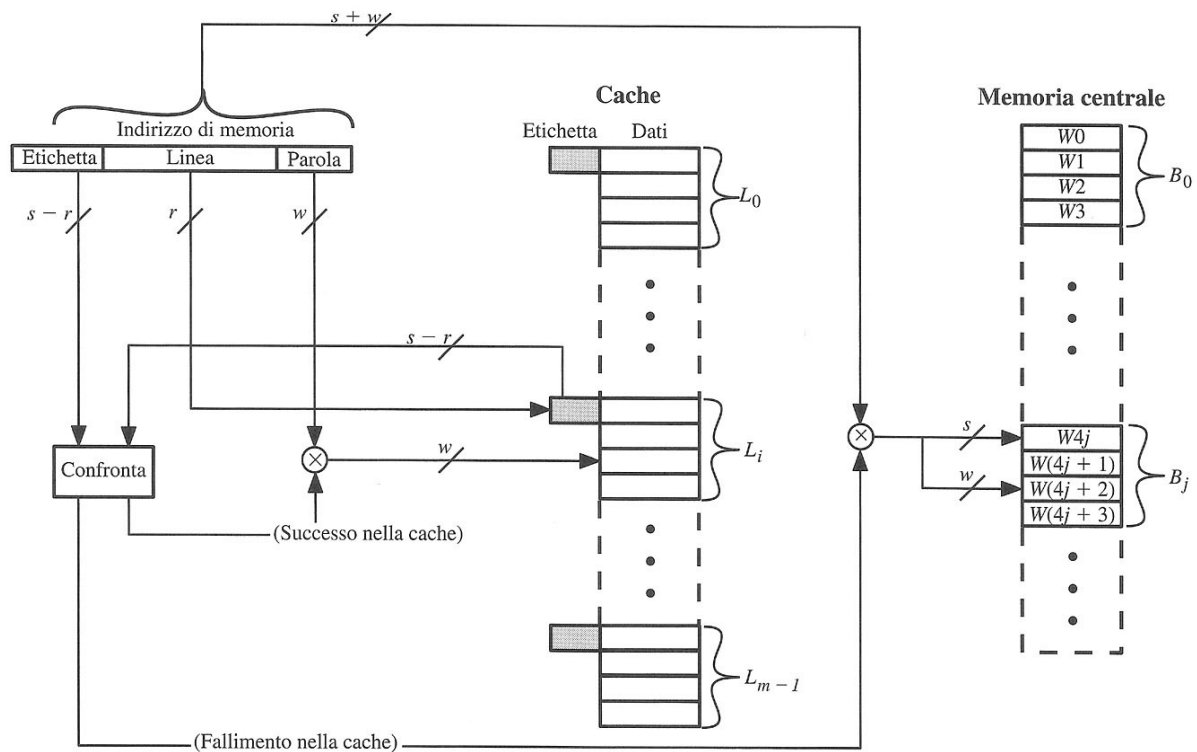 s + w
Cache
Memoria centrale
Indirizzo di memoria
Etichetta Dati
Etichetta Linea Parola
W0
W1
W2
W3
B0
L0
s − r
r
w
s − r
Confronta
w
Li
s
w
W4j
W(4j + 1)
W(4j + 2)
W(4j + 3)
Bj
(Successo nella cache)
Lm − 1
(Fallimento nella cache)